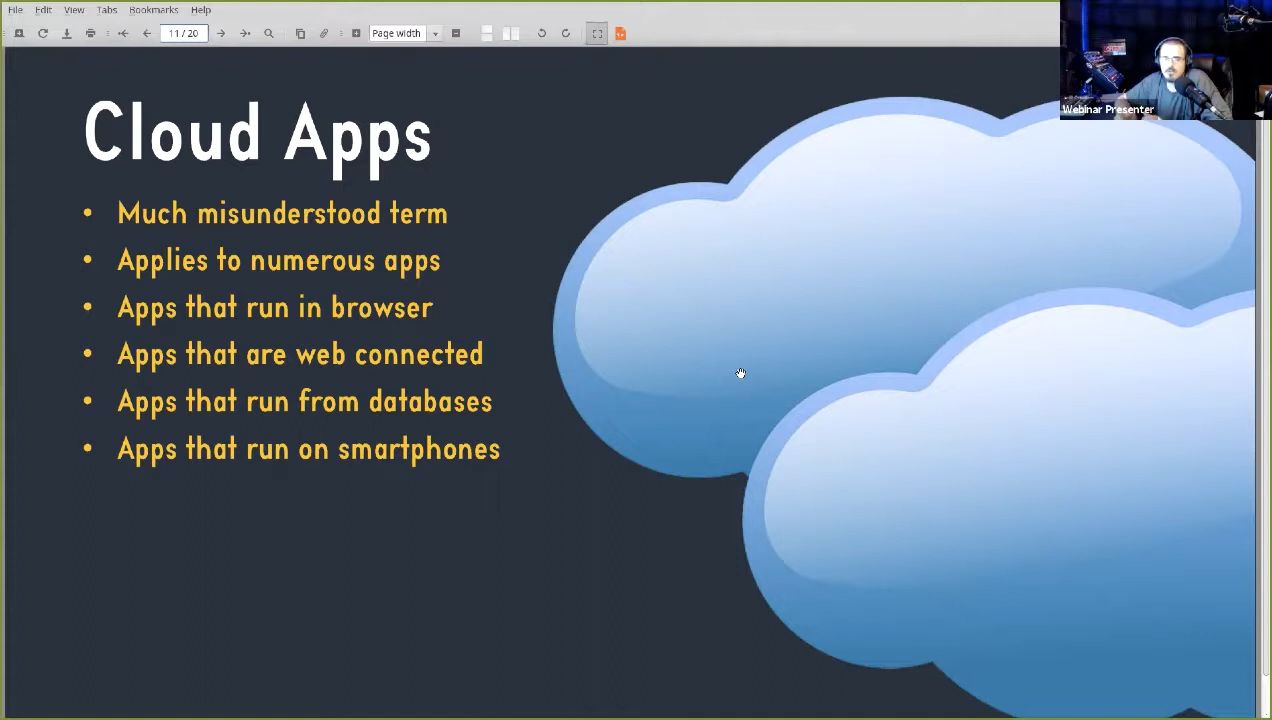 File Edit View Tabs Bookmarks Help
11 / 20 Page width
Webinar Presenter
Cloud Apps
• Much misunderstood term
• Applies to numerous apps
• Apps that run in browser
• Apps that are web connected
• Apps that run from databases
• Apps that run on smartphones